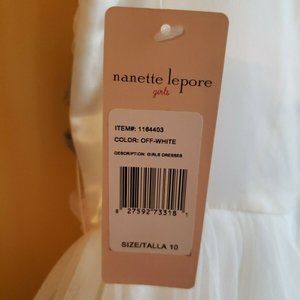 nanette lepore
girls
ITEM#: 1164403
COLOR: OFF-WHITE
DESCRIPTION: GIRLS DRESSES
8 27592 73318 1
SIZE/TALLA 10